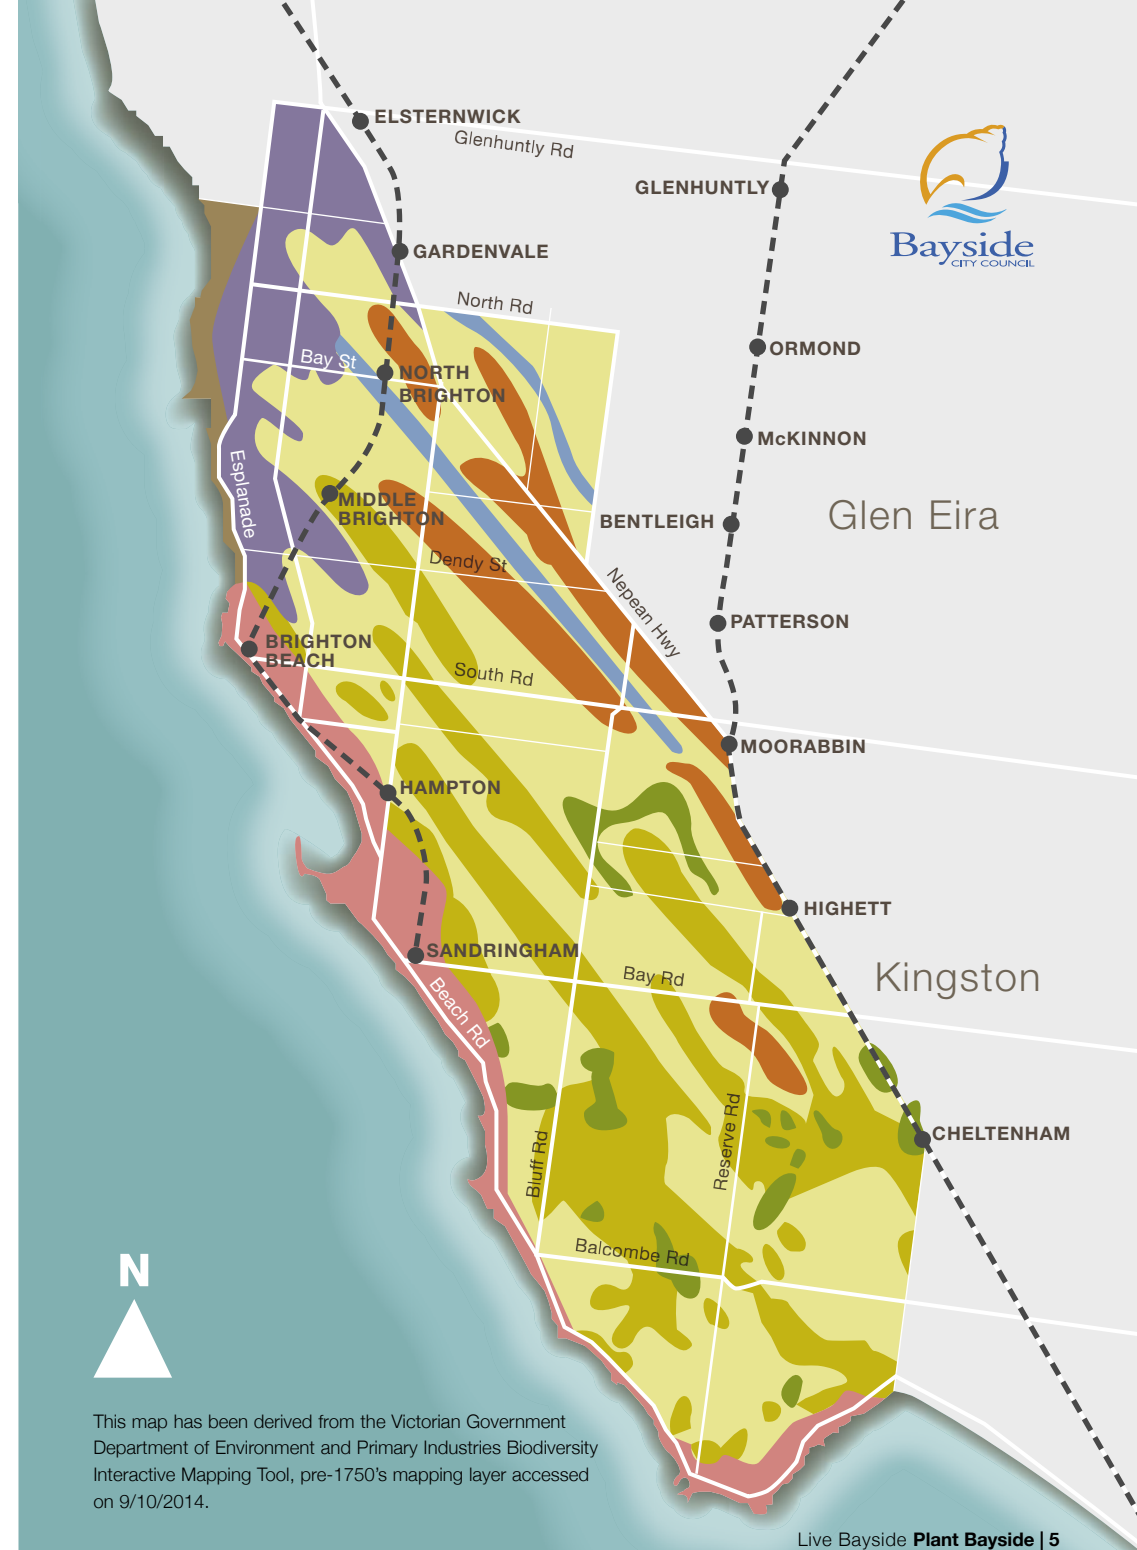 ELSTERNWICK
Glenhuntly Rd
GLENHUNTLY
Bayside
CITY COUNCIL
GARDENVALE
North Rd
ORMOND
Bay St
NORTH
BRIGHTON
McKINNON
Esplanade
MIDDLE
BRIGHTON
BENTLEIGH
Glen Eira
Dendy St
Nepean Hwy
PATTERSON
BRIGHTON
BEACH
South Rd
MOORABBIN
HAMPTON
HIGHETT
SANDRINGHAM
Bay Rd
Kingston
Beach Rd
Reserve Rd
CHELTENHAM
Bluff Rd
Balcombe Rd
N
This map has been derived from the Victorian Government
Department of Environment and Primary Industries Biodiversity
Interactive Mapping Tool, pre-1750's mapping layer accessed
on 9/10/2014.
Live Bayside Plant Bayside | 5